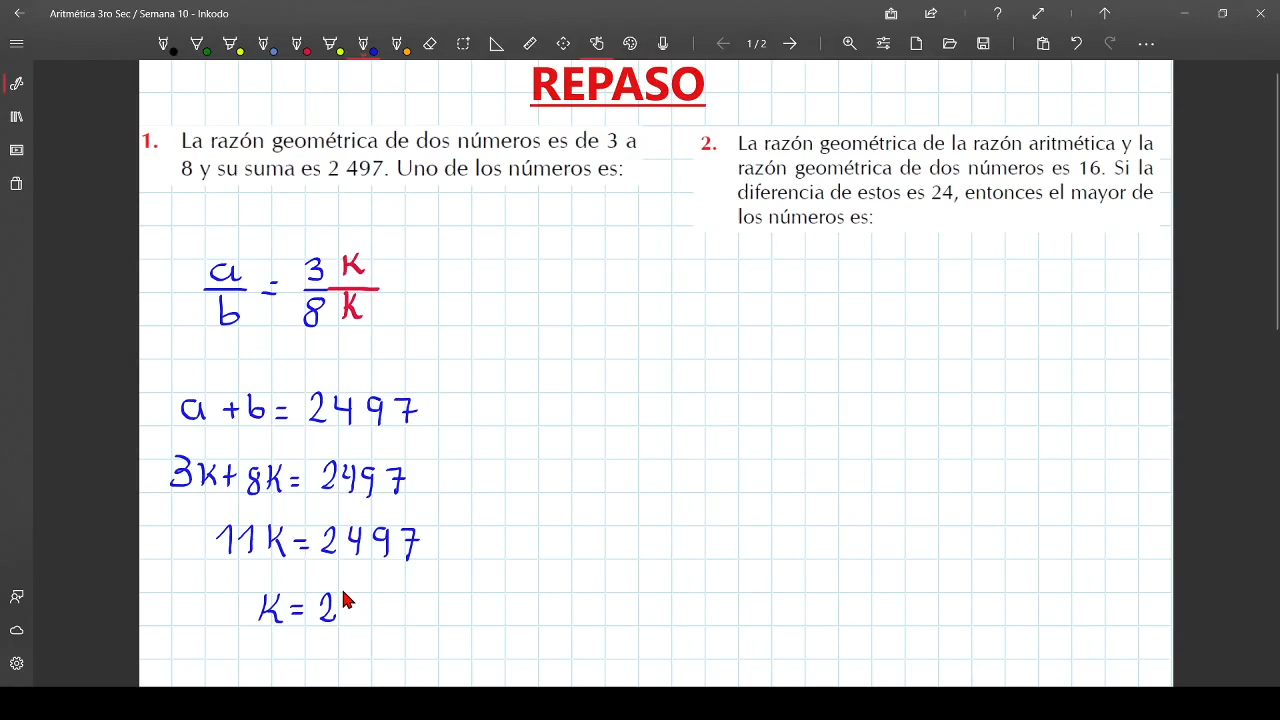 Aritmética 3ro Sec / Semana 10 - Inkodo
1/2
REPASO
1. La razón geométrica de dos números es de 3 a
8 y su suma es 2 497. Uno de los números es:
a/b = 3/8 K/K
a + b = 2497
3K + 8K = 2497
11K = 2497
K = 2
2. La razón geométrica de la razón aritmética y la
razón geométrica de dos números es 16. Si la
diferencia de estos es 24, entonces el mayor de
los números es: